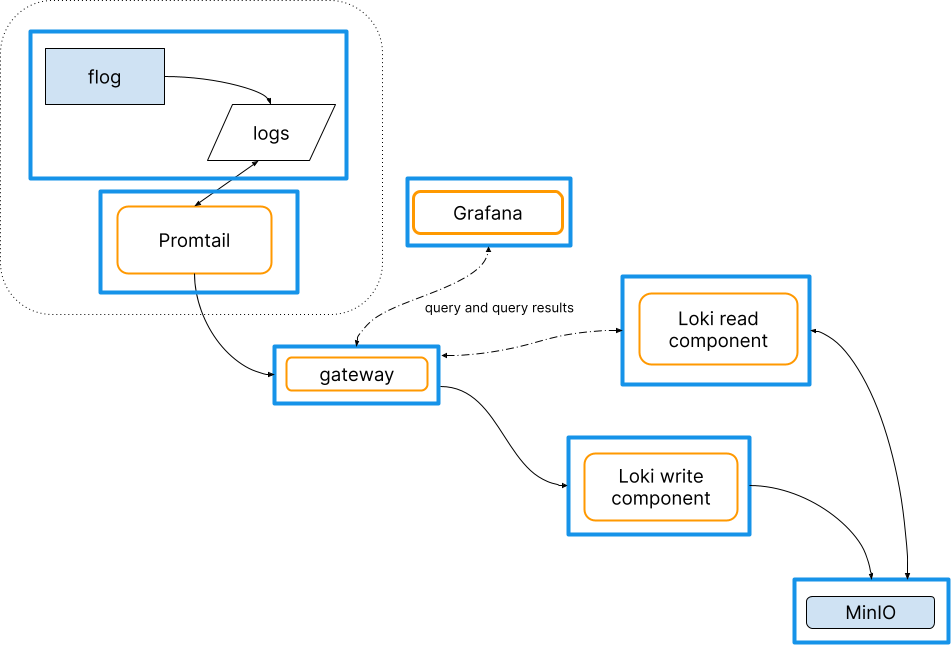 flog
logs
Promtail
Grafana
query and query results
gateway
Loki read
component
Loki write
component
MinIO